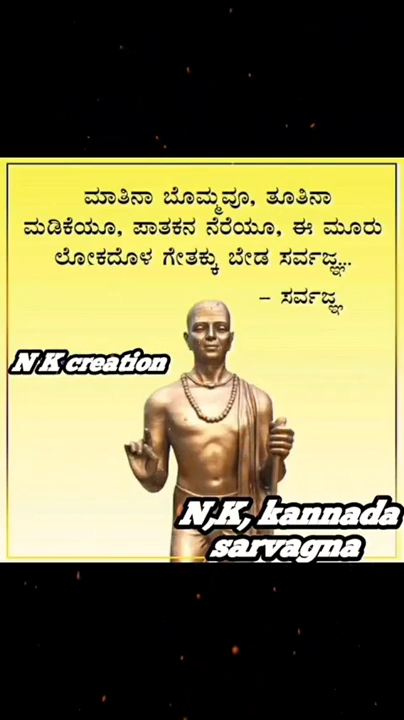 ಮಾತಿನಾ ಬೊಮ್ಮವೂ, ತೂತಿನಾ
ಮಡಿಕೆಯೂ, ಪಾತಕನ ನೆರೆಯೂ, ಈ ಮೂರು
ಲೋಕದೊಳ ಗೇತಕ್ಕು ಬೇಡ ಸರ್ವಜ್ಞ...
- ಸರ್ವಜ್ಞ
N K creation
N,K, kannada
sarvagna